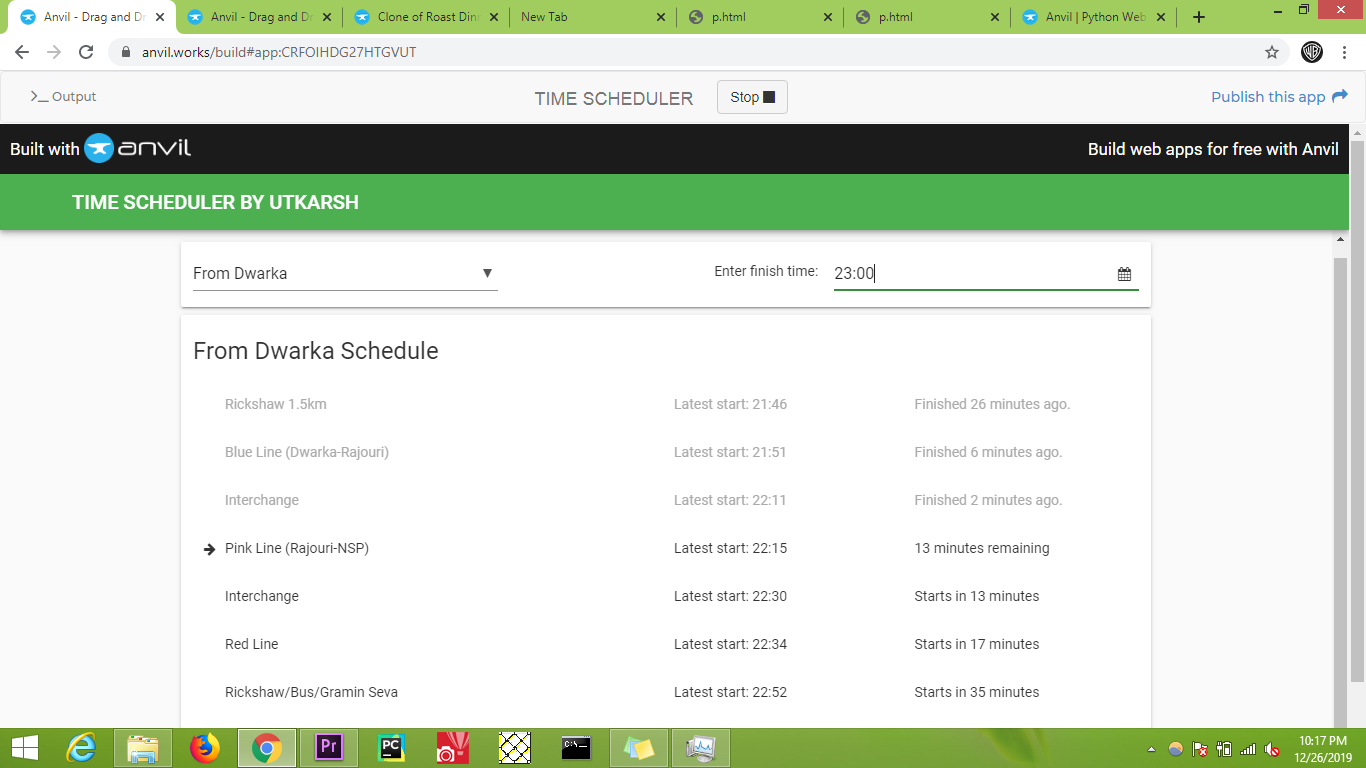 Anvil - Drag and Dr
Anvil - Drag and Dr
Clone of Roast Dinn
New Tab
p.html
p.html
Anvil | Python Web
anvil.works/build#app:CRFOIHDG27HTGVUT
>_ Output
TIME SCHEDULER
Stop
Publish this app
Built with anvil
Build web apps for free with Anvil
TIME SCHEDULER BY UTKARSH
From Dwarka
Enter finish time:
23:00
From Dwarka Schedule
Rickshaw 1.5km Latest start: 21:46 Finished 26 minutes ago.
Blue Line (Dwarka-Rajouri) Latest start: 21:51 Finished 6 minutes ago.
Interchange Latest start: 22:11 Finished 2 minutes ago.
Pink Line (Rajouri-NSP) Latest start: 22:15 13 minutes remaining
Interchange Latest start: 22:30 Starts in 13 minutes
Red Line Latest start: 22:34 Starts in 17 minutes
Rickshaw/Bus/Gramin Seva Latest start: 22:52 Starts in 35 minutes
Pr
PC
C:\
10:17 PM
12/26/2019